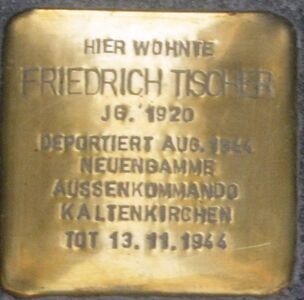 HIER WOHNTE
FRIEDRICH TISCHER
JG. 1920
DEPORTIERT AUG. 1944
NEUENGAMME
AUSSENKOMMANDO
KALTENKIRCHEN
TOT 13.11.1944